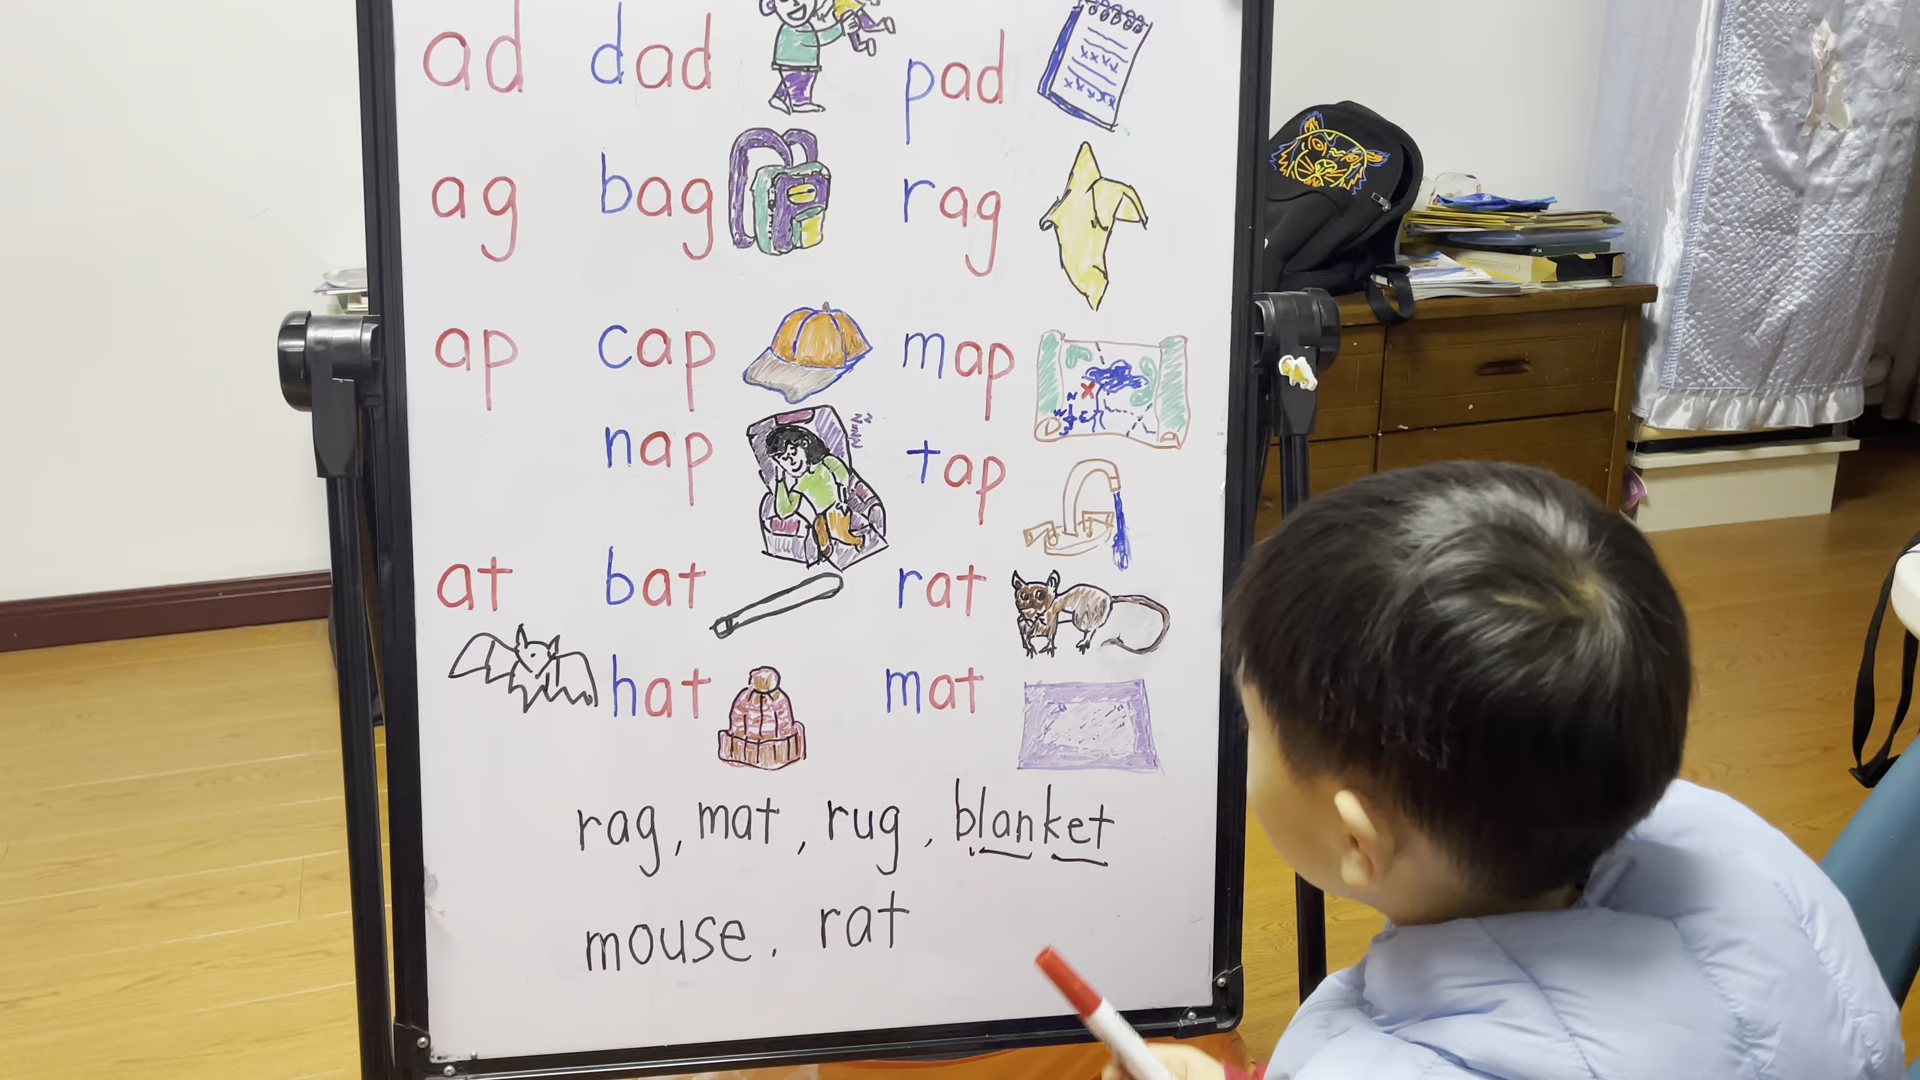 ad dad pad
ag bag rag
ap cap map
nap tap
at bat rat
hat mat
rag, mat, rug, blanket
mouse. rat